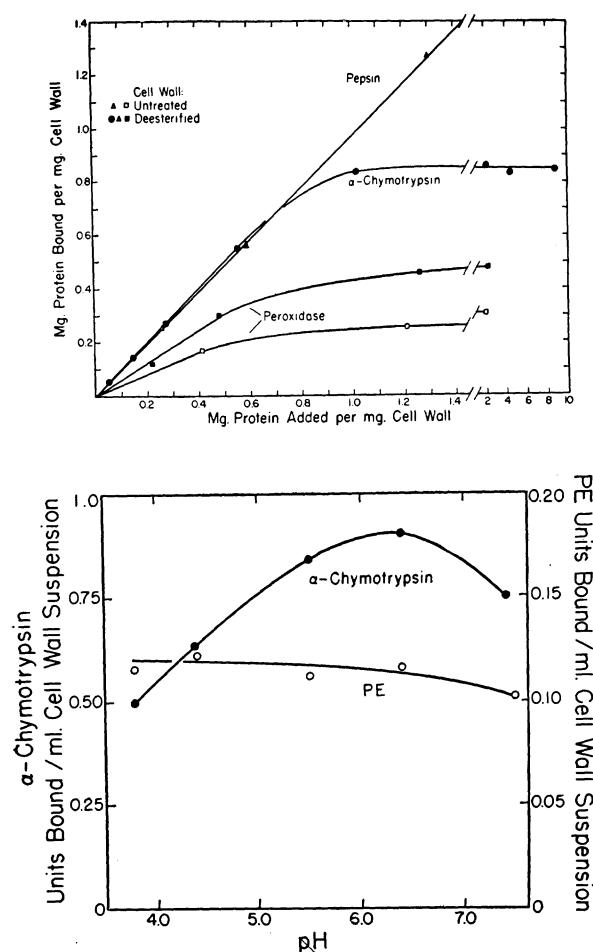 1.4
1.2
1.0
0.8
0.6
0.4
0.2
Mg. Protein Bound per mg. Cell Wall
Cell Wall:
▲ □ Untreated
● ▲ ■ Deesterified
Pepsin
α-Chymotrypsin
Peroxidase
0.2 0.4 0.6 0.8 1.0 1.2 1.4 2 4 6 8 10
Mg. Protein Added per mg. Cell Wall
1.0
0.75
0.50
0.25
0
α-Chymotrypsin
Units Bound / ml. Cell Wall Suspension
α-Chymotrypsin
PE
0.20
0.15
0.10
0.05
0
PE Units Bound / ml. Cell Wall Suspension
4.0 5.0 6.0 7.0
pH